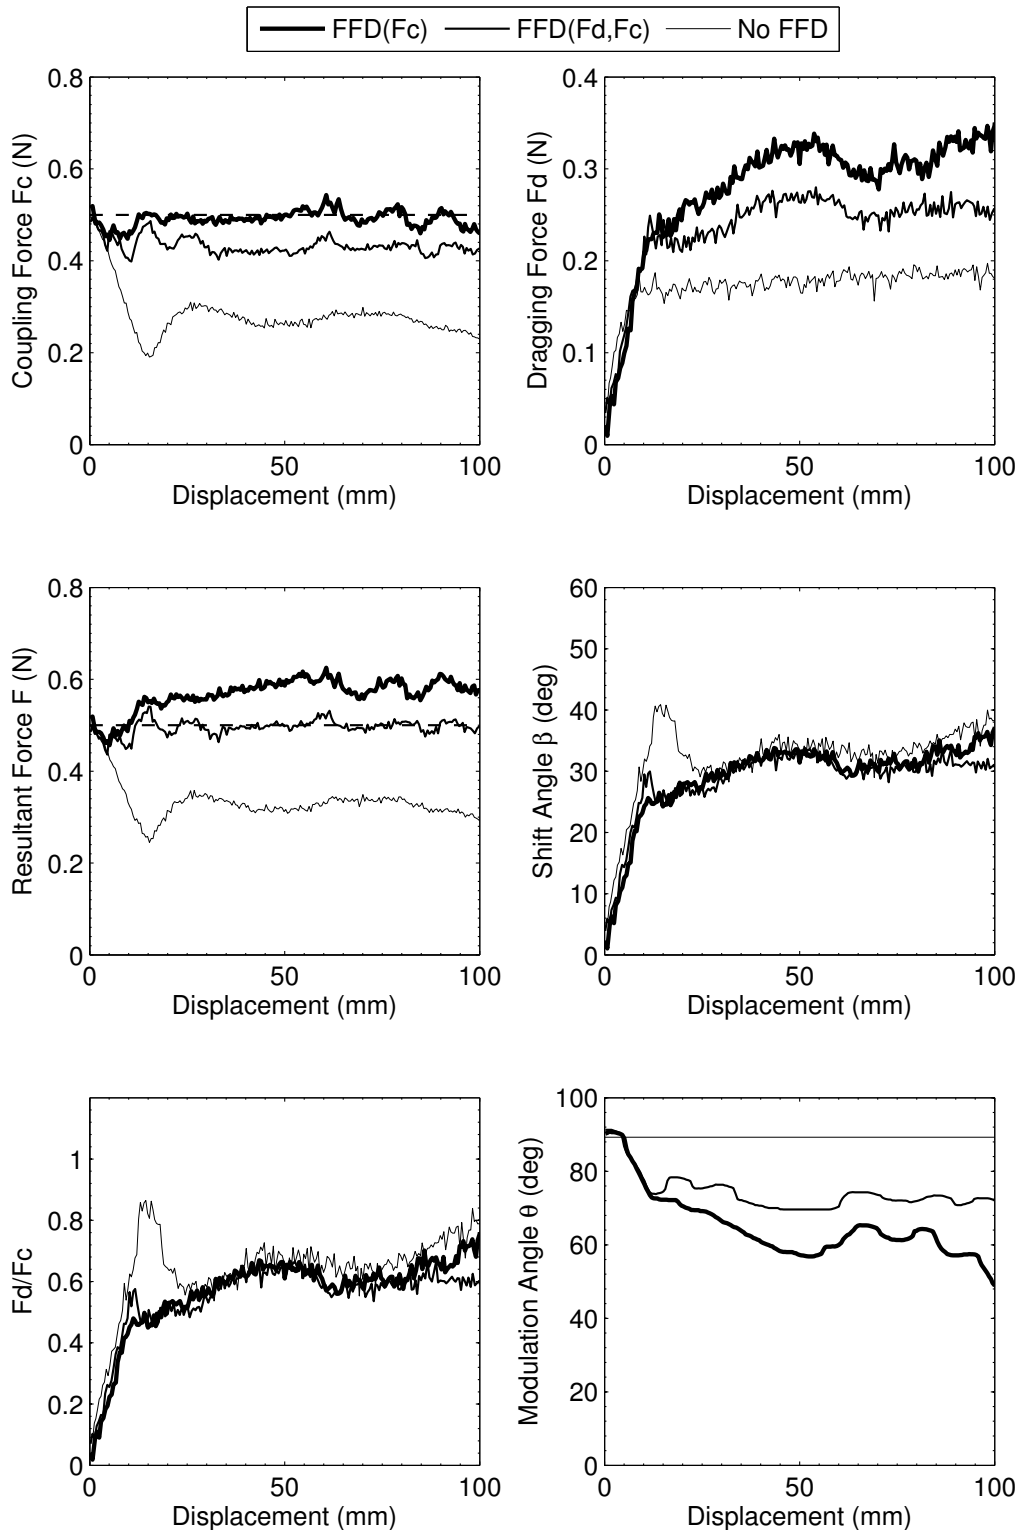 FFD(Fc) FFD(Fd,Fc) No FFD
0.8
0.6
0.4
0.2
0
Coupling Force Fc (N)
0 50 100
Displacement (mm)
0.4
0.3
0.2
0.1
0
Dragging Force Fd (N)
0 50 100
Displacement (mm)
0.8
0.6
0.4
0.2
0
Resultant Force F (N)
0 50 100
Displacement (mm)
60
50
40
30
20
10
0
Shift Angle β (deg)
0 50 100
Displacement (mm)
1
0.8
0.6
0.4
0.2
0
Fd/Fc
0 50 100
Displacement (mm)
100
80
60
40
20
0
Modulation Angle θ (deg)
0 50 100
Displacement (mm)